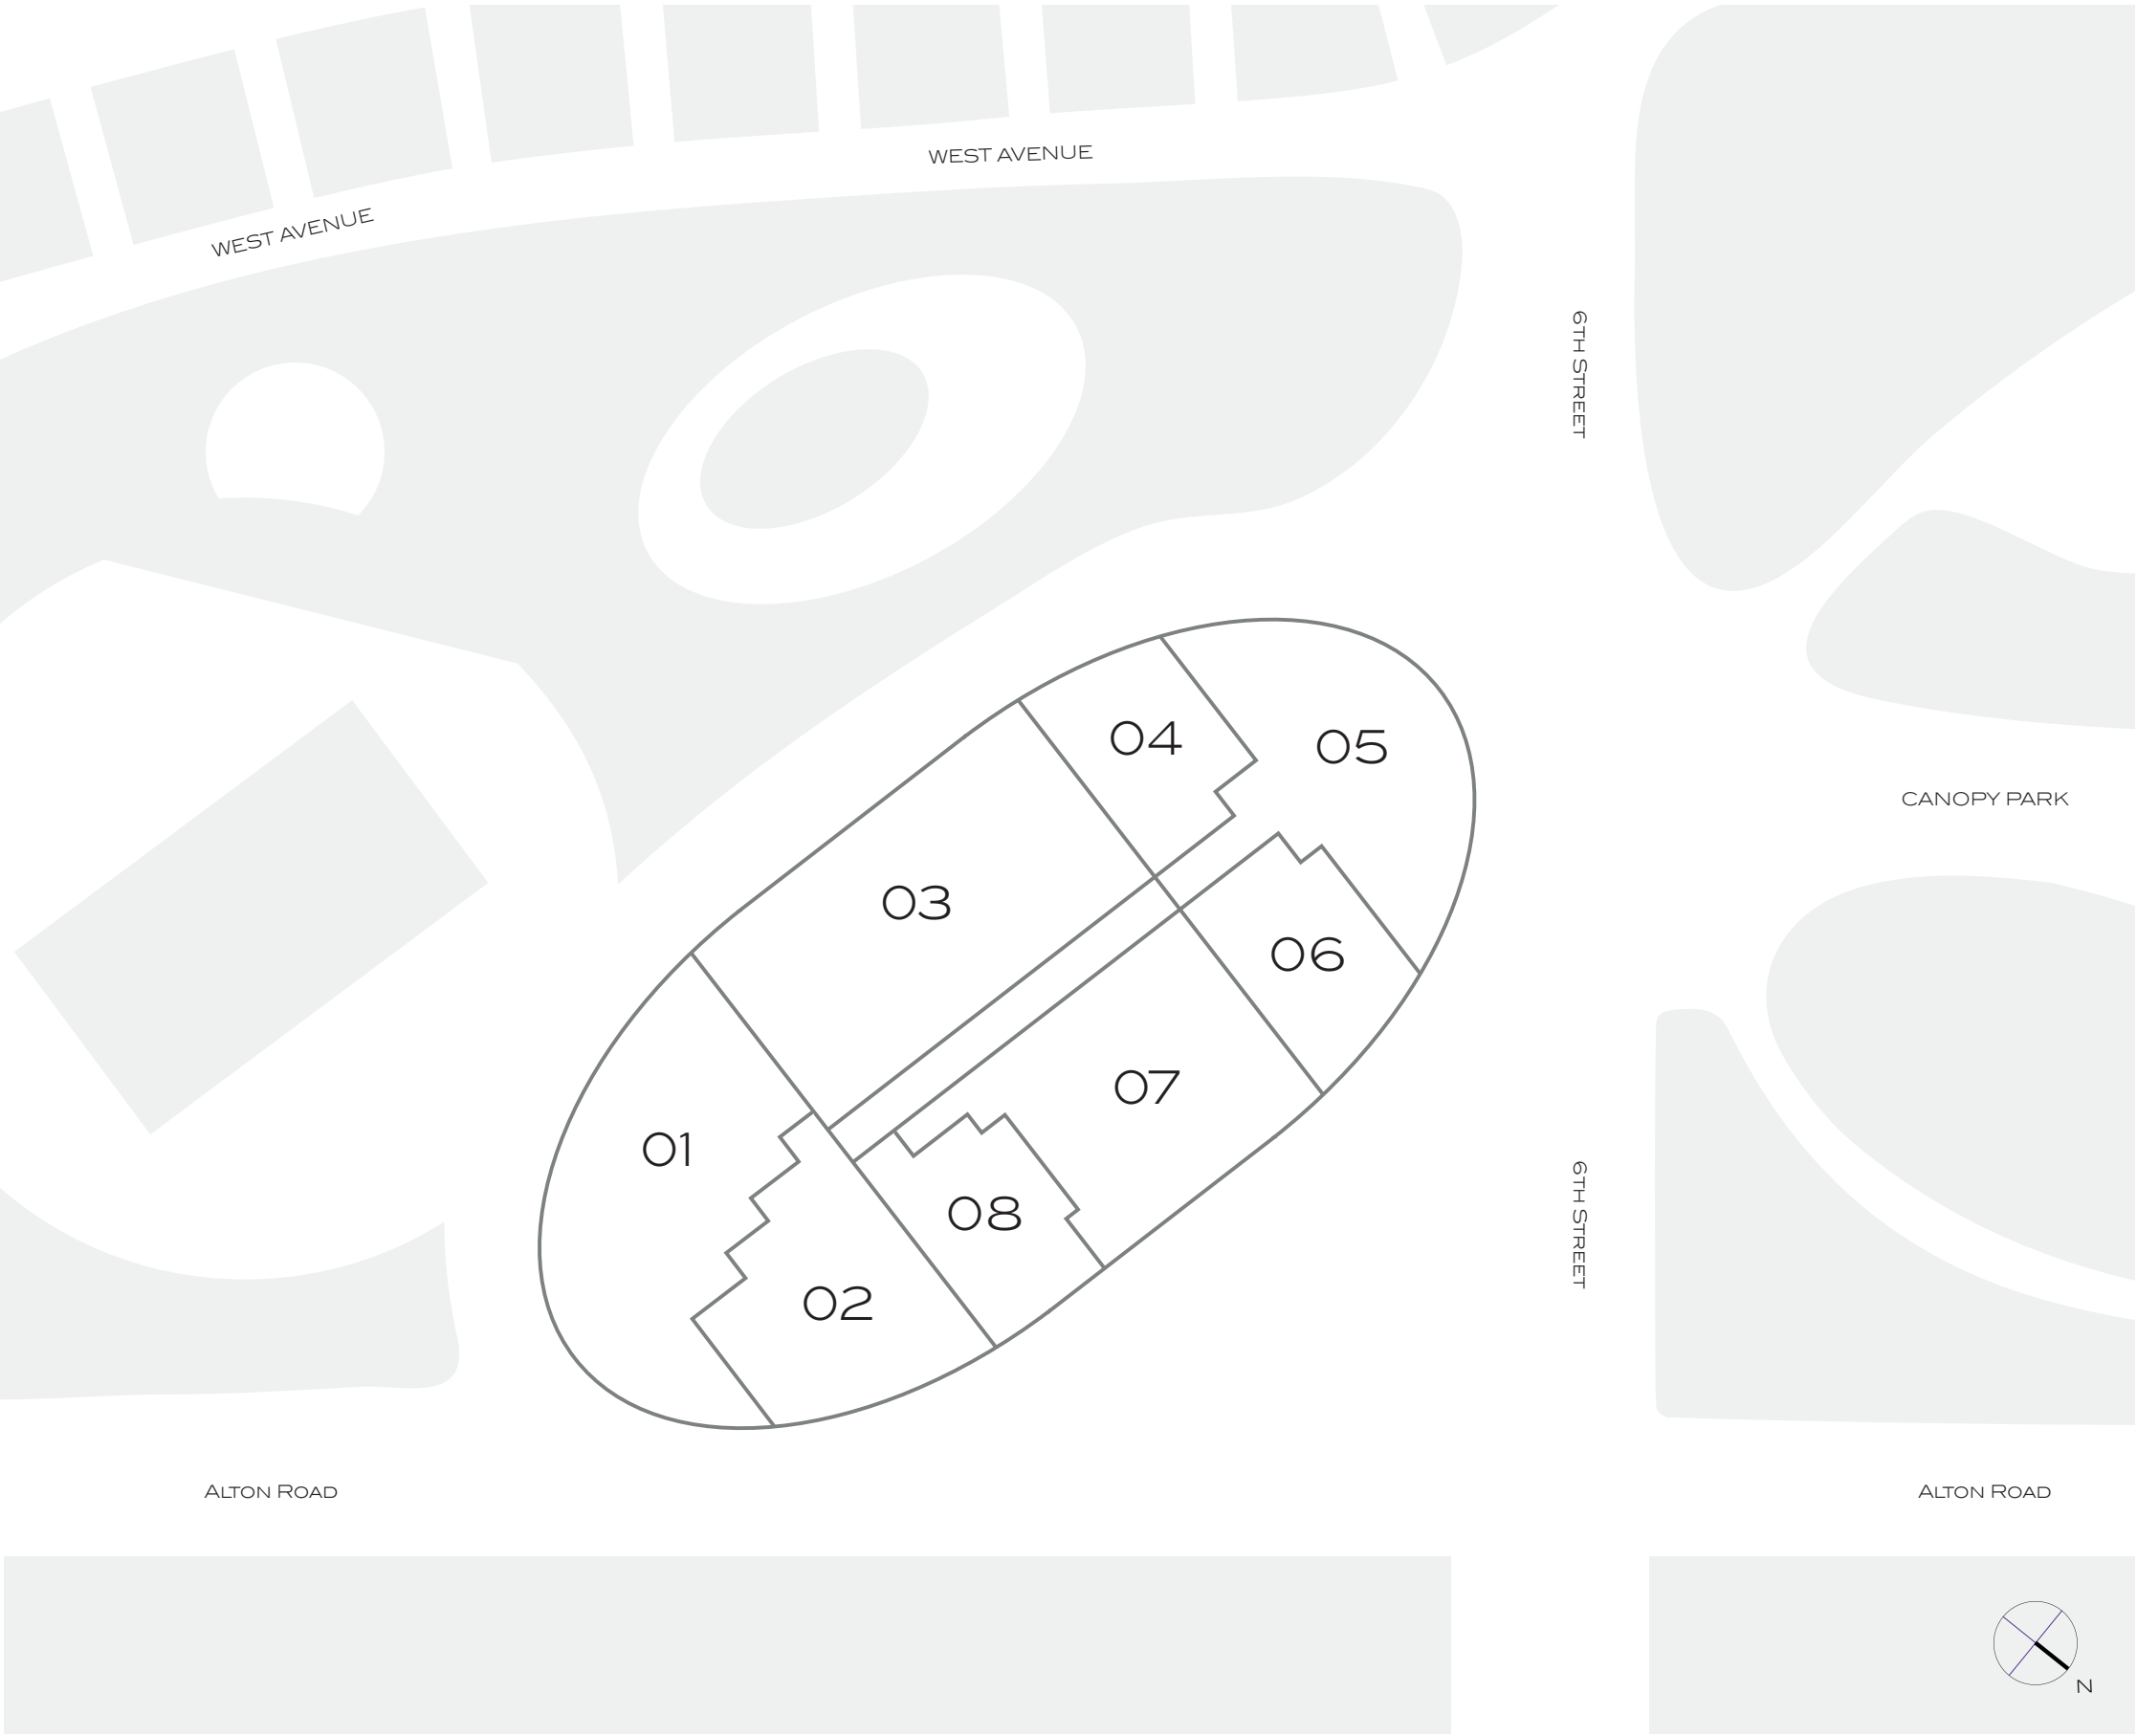 WEST AVENUE
WEST AVENUE
6TH STREET
04
05
CANOPY PARK
03
06
07
01
08
6TH STREET
02
ALTON ROAD
ALTON ROAD
N